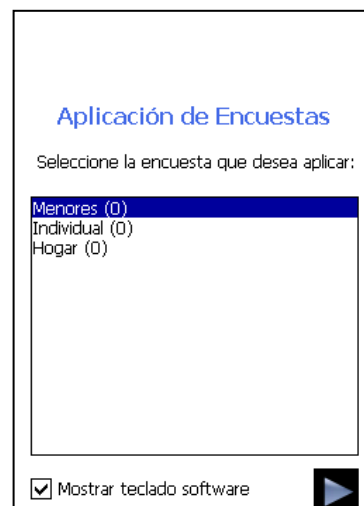 Aplicación de Encuestas
Seleccione la encuesta que desea aplicar:
Menores (0)
Individual (0)
Hogar (0)
Mostrar teclado software